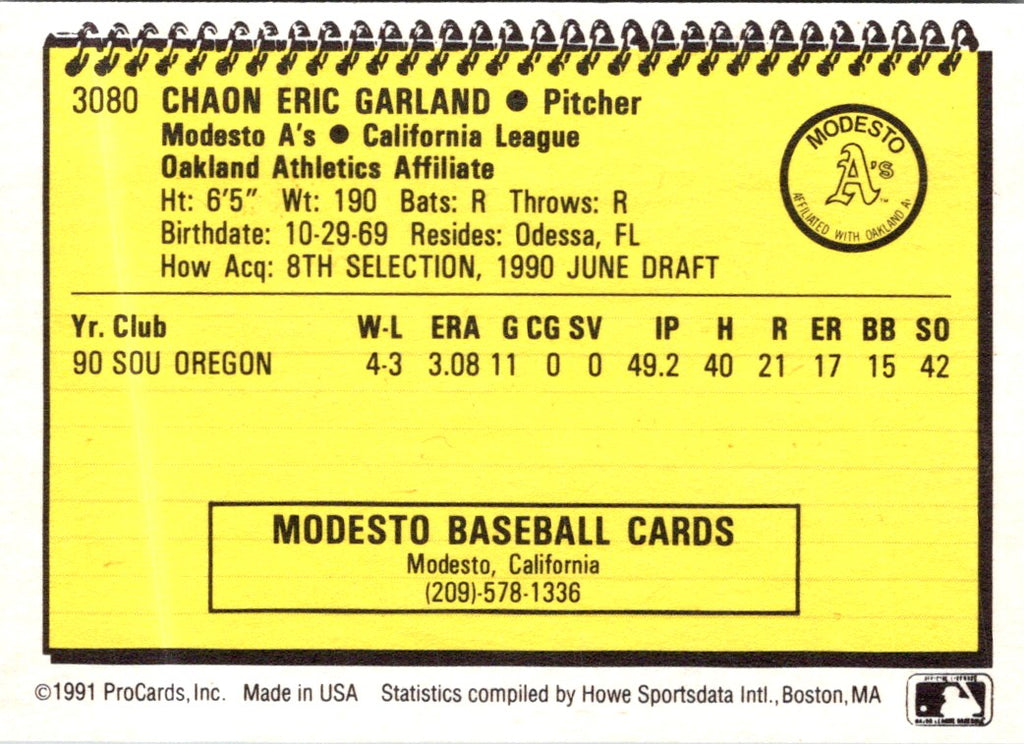 3080 CHAON ERIC GARLAND ● Pitcher
Modesto A's ● California League
Oakland Athletics Affiliate
Ht: 6'5" Wt: 190 Bats: R Throws: R
Birthdate: 10-29-69 Resides: Odessa, FL
How Acq: 8TH SELECTION, 1990 JUNE DRAFT
MODESTO
A's
AFFILIATED WITH OAKLAND A
Yr. Club W-L ERA G CG SV IP H R ER BB SO
90 SOU OREGON 4-3 3.08 11 0 0 49.2 40 21 17 15 42
MODESTO BASEBALL CARDS
Modesto, California
(209)-578-1336
©1991 ProCards, Inc. Made in USA Statistics compiled by Howe Sportsdata Intl., Boston, MA